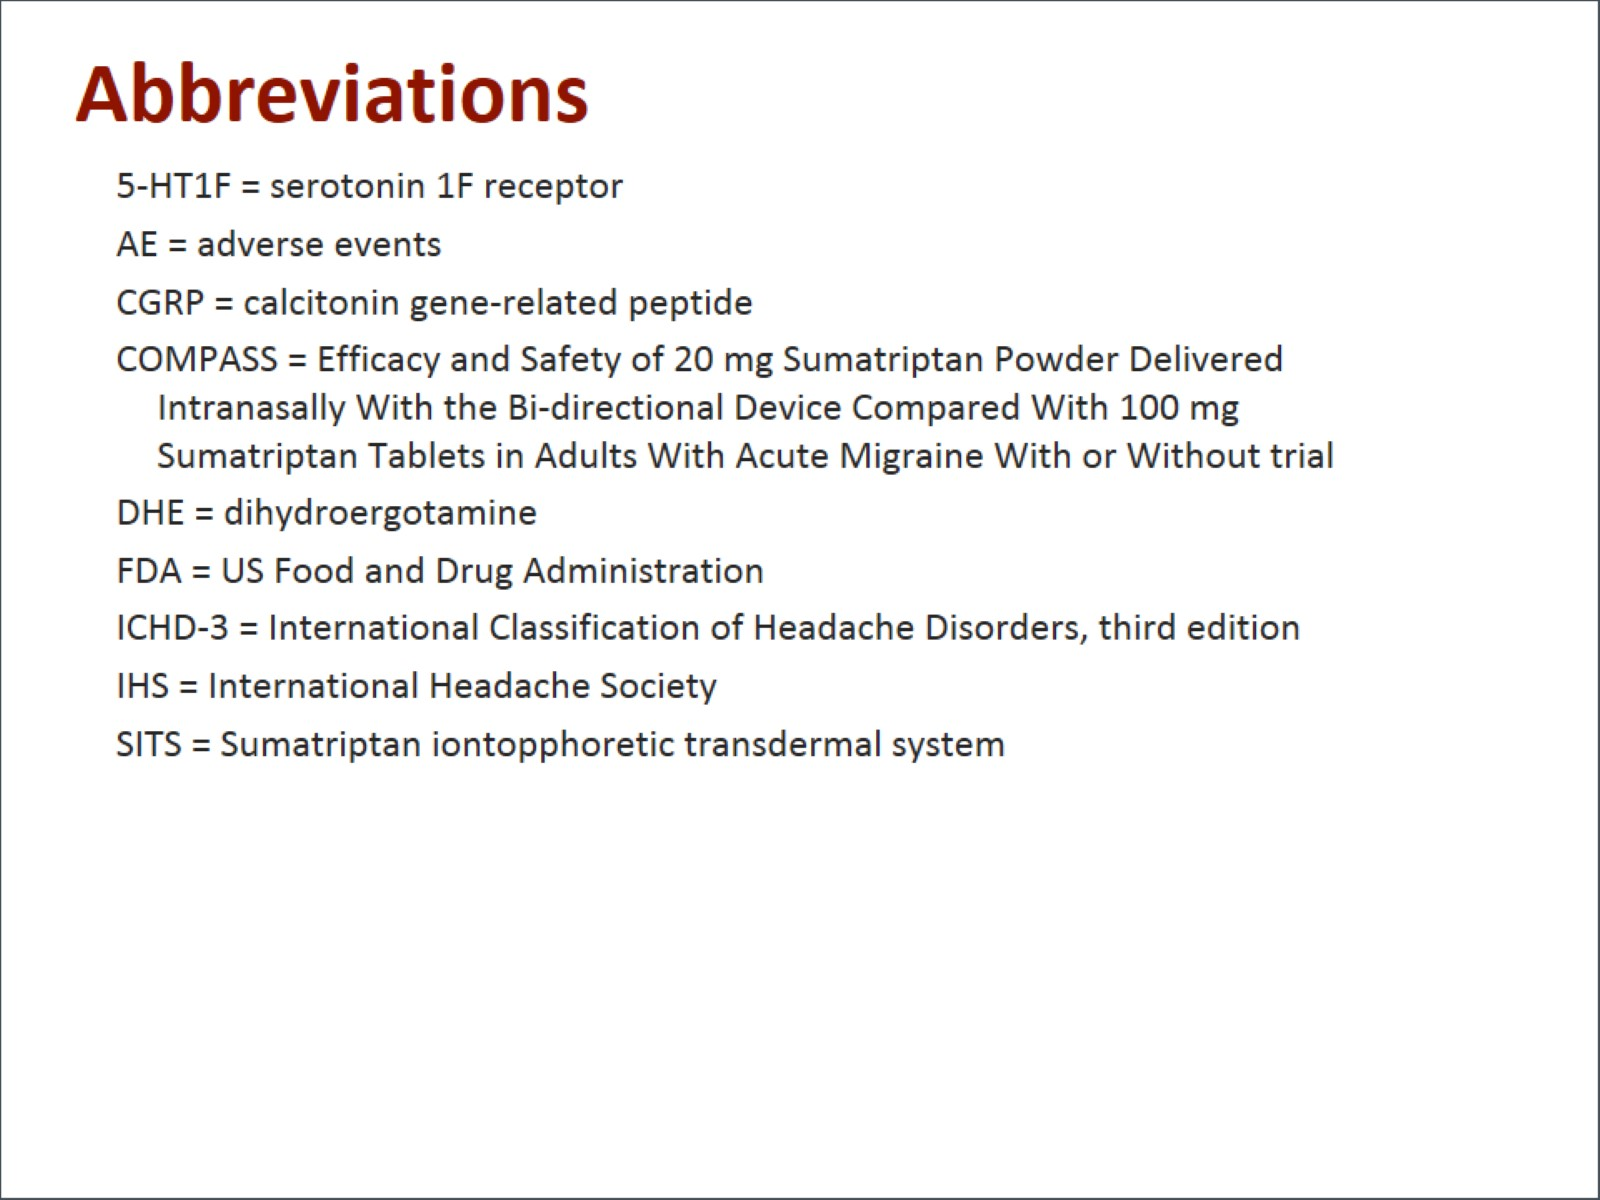 Abbreviations
5-HT1F = serotonin 1F receptor
AE = adverse events
CGRP = calcitonin gene-related peptide
COMPASS = Efficacy and Safety of 20 mg Sumatriptan Powder Delivered
Intranasally With the Bi-directional Device Compared With 100 mg
Sumatriptan Tablets in Adults With Acute Migraine With or Without trial
DHE = dihydroergotamine
FDA = US Food and Drug Administration
ICHD-3 = International Classification of Headache Disorders, third edition
IHS = International Headache Society
SITS = Sumatriptan iontopphoretic transdermal system